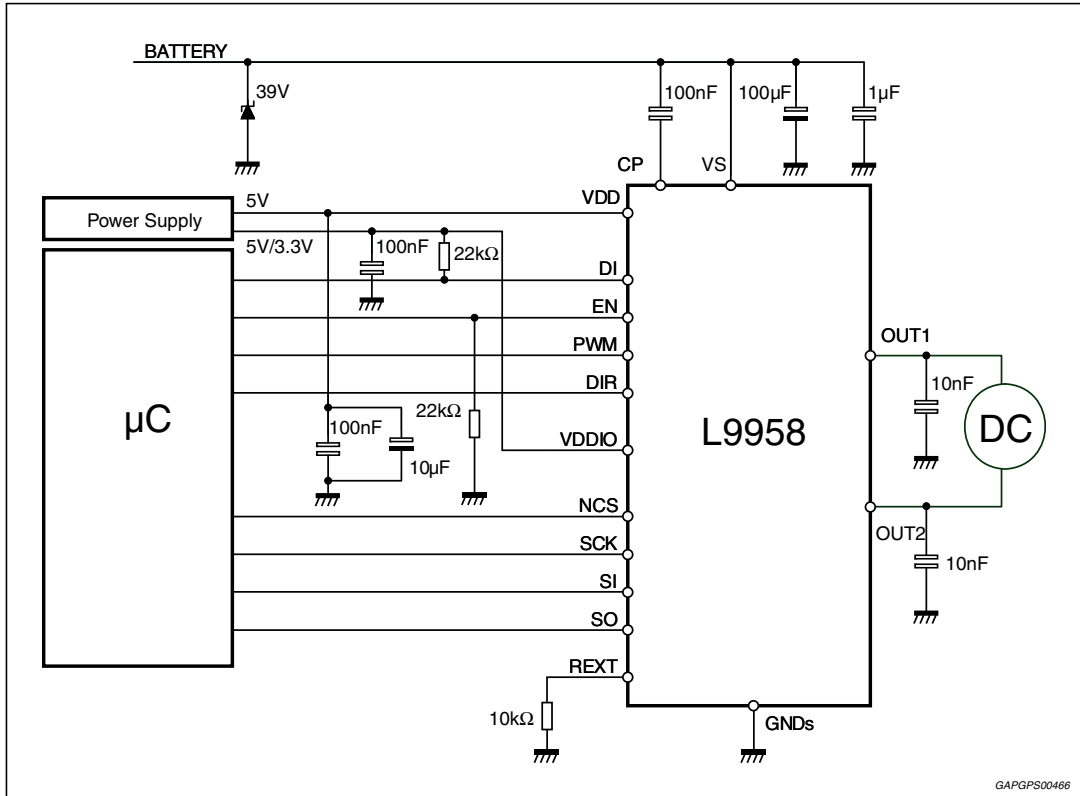 BATTERY
39V
100nF
100µF
1µF
CP
VS
5V
VDD
Power Supply
5V/3.3V
100nF
22kΩ
DI
EN
PWM
DIR
OUT1
10nF
µC
22kΩ
100nF
10µF
VDDIO
L9958
DC
NCS
OUT2
SCK
10nF
SI
SO
REXT
10kΩ
GNDs
GAPGPS00466